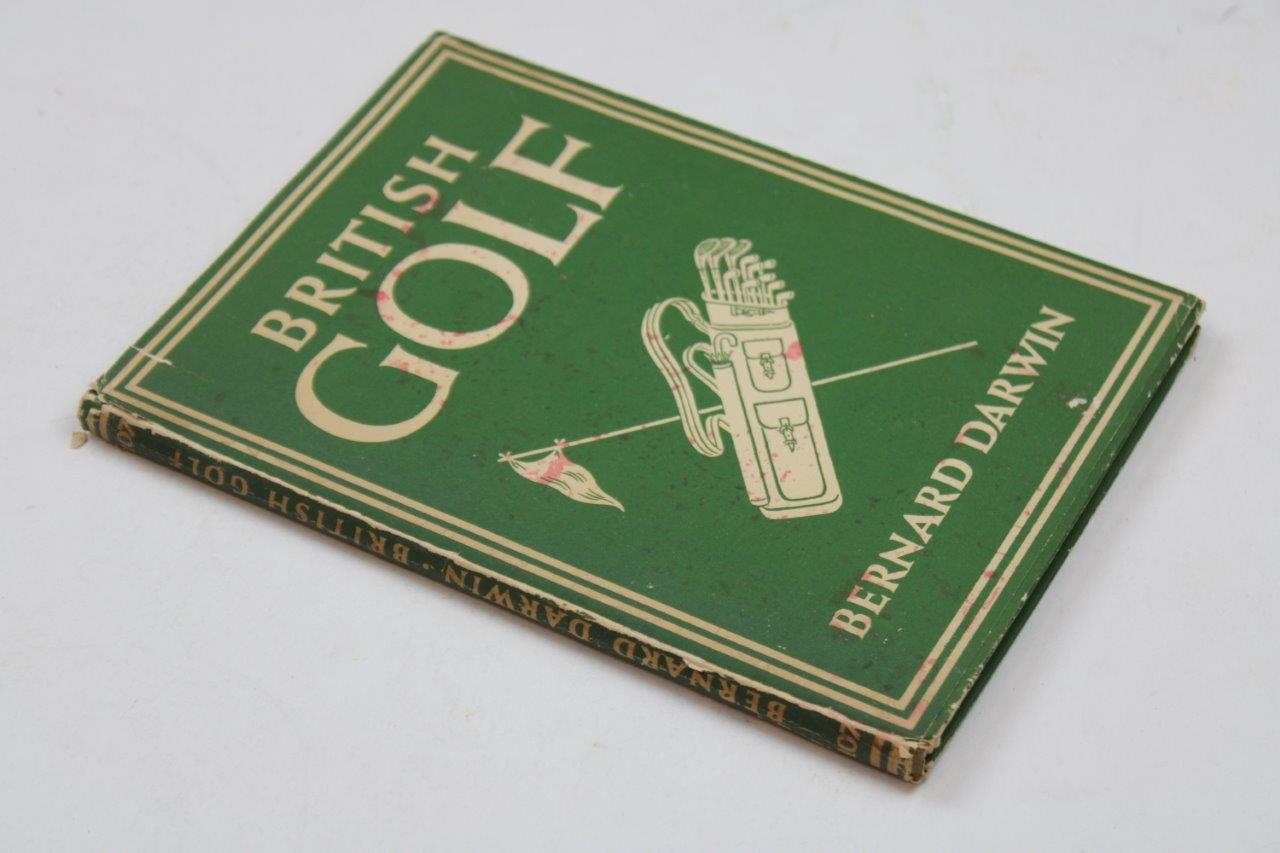 BRITISH
GOLF
BERNARD DARWIN
BERNARD DARWIN · BRITISH GOLF